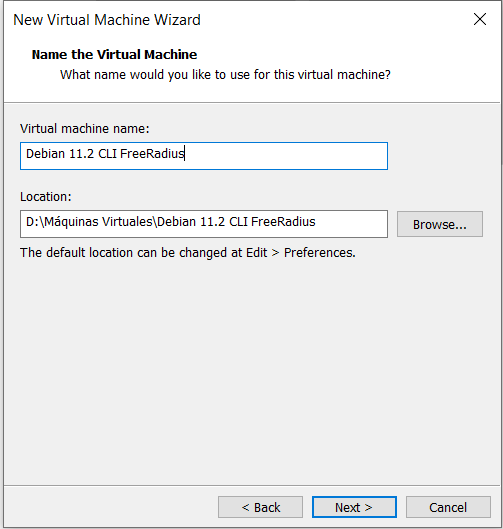 New Virtual Machine Wizard
Name the Virtual Machine
What name would you like to use for this virtual machine?
Virtual machine name:
Debian 11.2 CLI FreeRadius
Location:
D:\Máquinas Virtuales\Debian 11.2 CLI FreeRadius
Browse...
The default location can be changed at Edit > Preferences.
< Back Next > Cancel